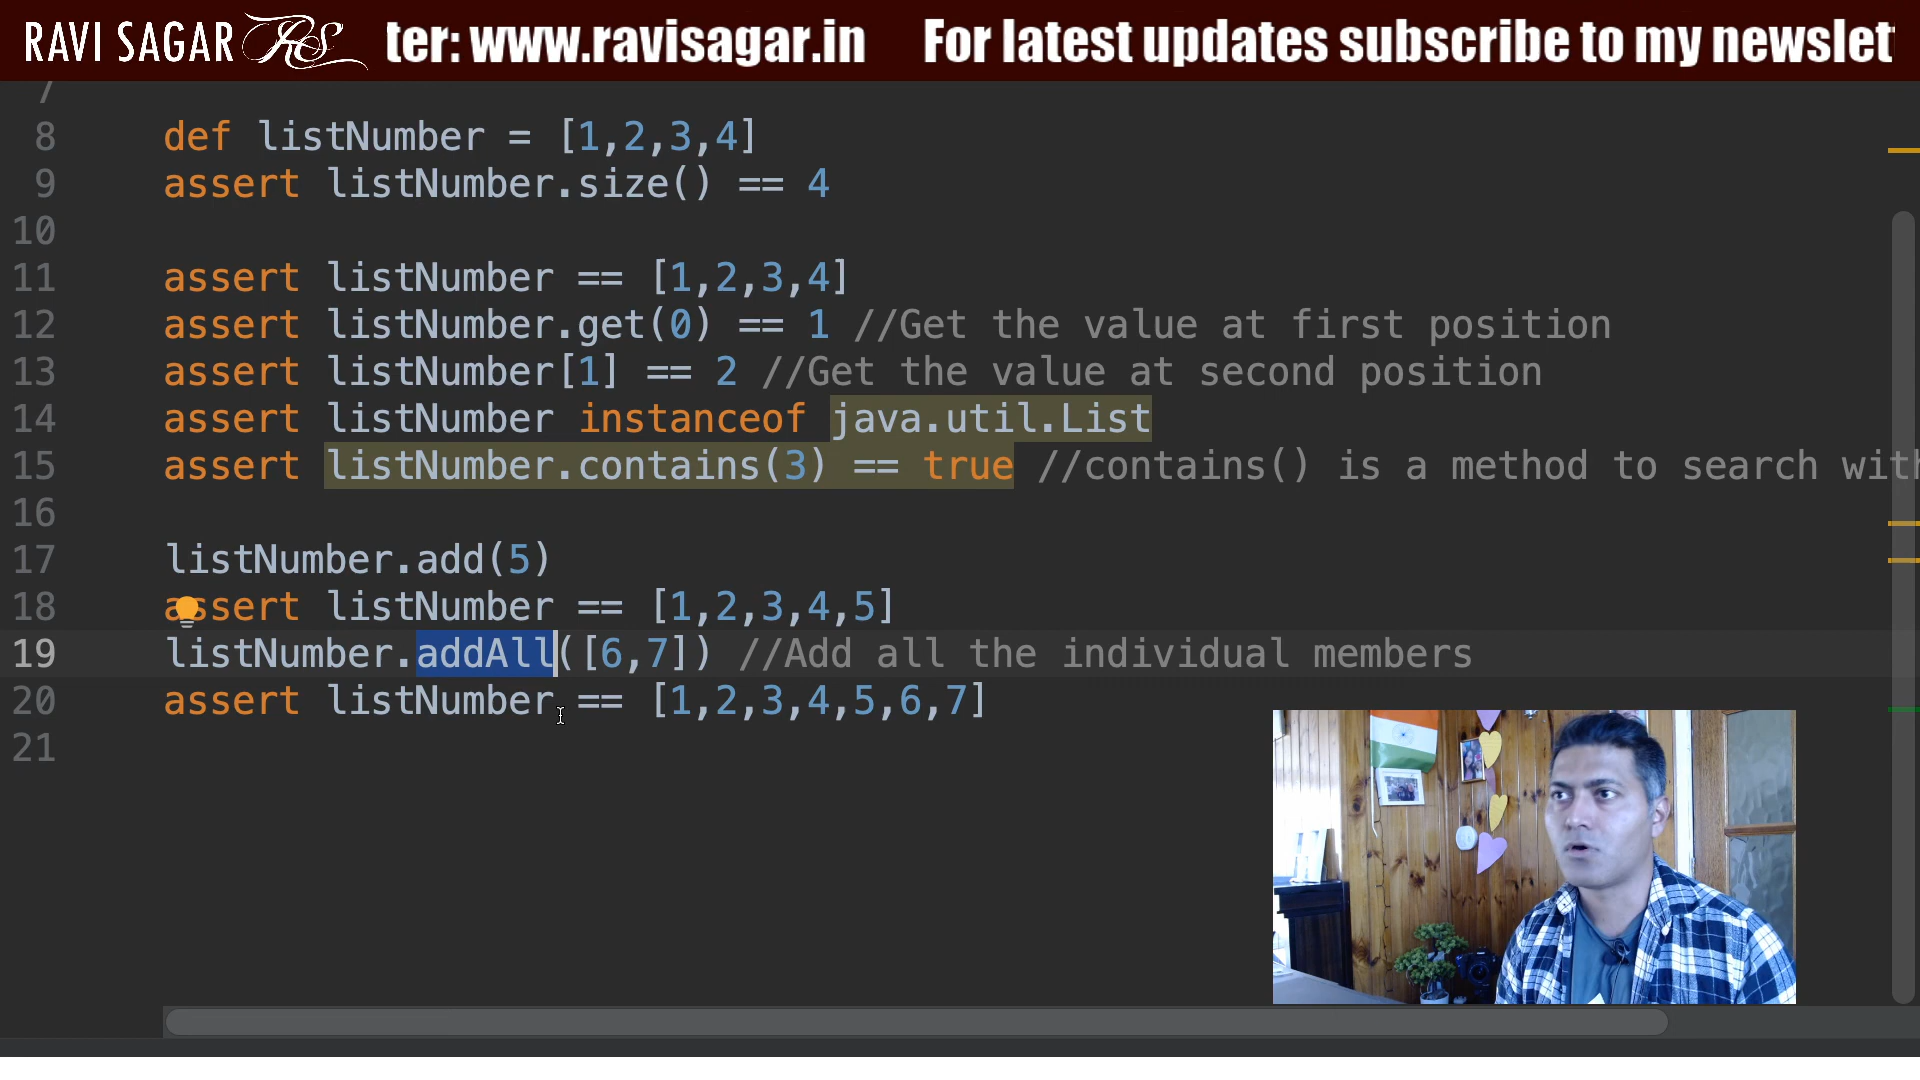 RAVI SAGAR RS ter: www.ravisagar.in For latest updates subscribe to my newslet
7
8 def listNumber = [1,2,3,4]
9 assert listNumber.size() == 4
10
11 assert listNumber == [1,2,3,4]
12 assert listNumber.get(0) == 1 //Get the value at first position
13 assert listNumber[1] == 2 //Get the value at second position
14 assert listNumber instanceof java.util.List
15 assert listNumber.contains(3) == true //contains() is a method to search with
16
17 listNumber.add(5)
18 assert listNumber == [1,2,3,4,5]
19 listNumber.addAll([6,7]) //Add all the individual members
20 assert listNumber == [1,2,3,4,5,6,7]
21